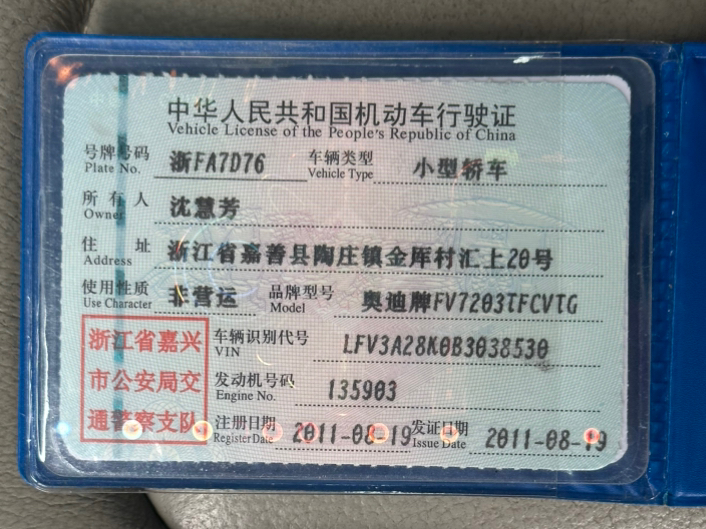 中华人民共和国机动车行驶证
Vehicle License of the People's Republic of China
号牌号码 浙FA7D76 车辆类型 小型轿车
Plate No. Vehicle Type
所有人 沈慧芳
Owner
住址 浙江省嘉善县陶庄镇金厍村汇上20号
Address
使用性质 非营运 品牌型号 奥迪牌FV7203TFCVTG
Use Character Model
浙江省嘉兴
市公安局交
通警察支队
车辆识别代号 LFV3A28K0B3038530
VIN
发动机号码 135903
Engine No.
注册日期 2011-08-19 发证日期 2011-08-19
Register Date Issue Date